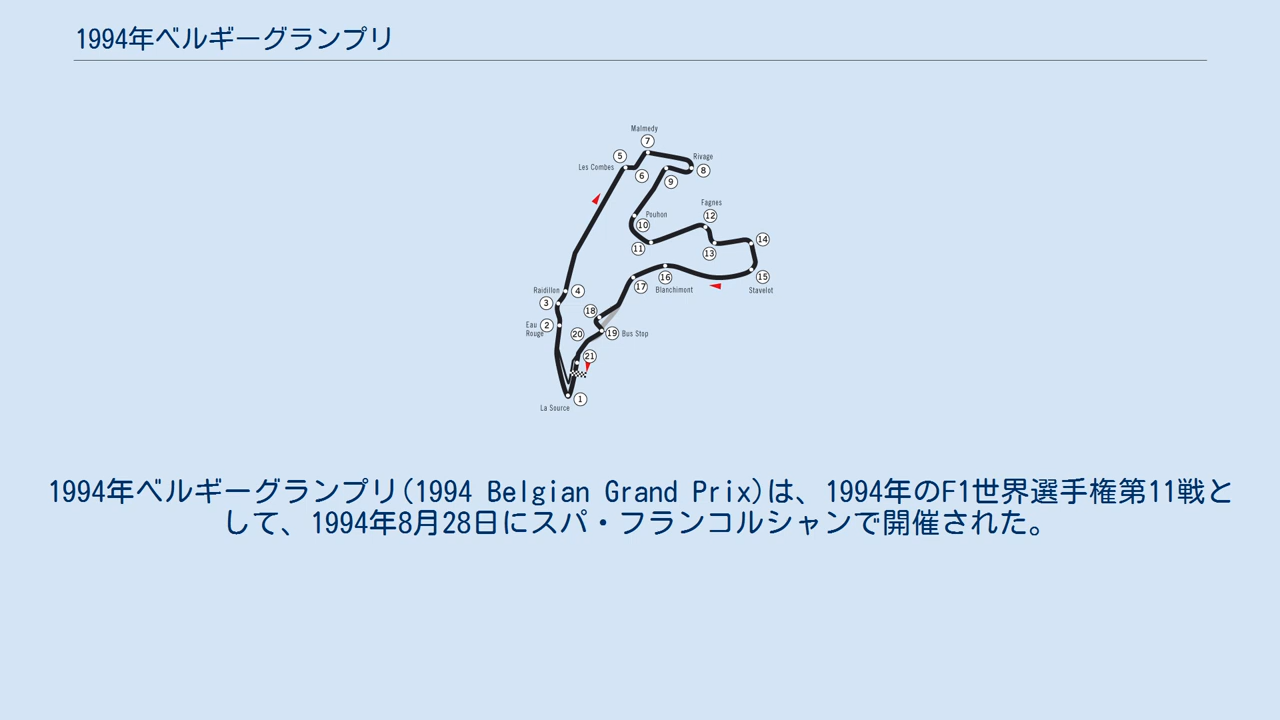 1994年ベルギーグランプリ
Malmedy
7
5
Les Combes
6
Rivage
8
9
Fagnes
12
Pouhon
10
11
13
14
15
Stavelot
16
Blanchimont
17
Raidillon
4
3
Eau
Rouge
2
18
19
Bus Stop
20
21
1
La Source
1994年ベルギーグランプリ(1994 Belgian Grand Prix)は、1994年のF1世界選手権第11戦と
して、1994年8月28日にスパ・フランコルシャンで開催された。